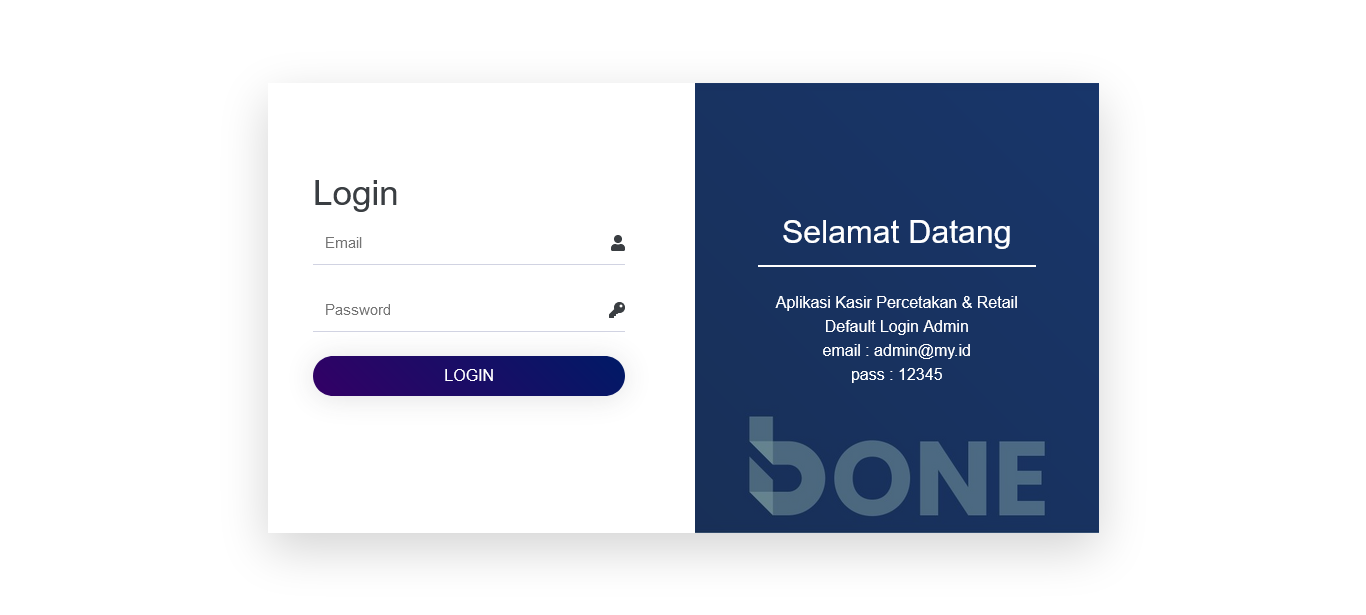 Login
Email
Password
LOGIN
Selamat Datang
Aplikasi Kasir Percetakan & Retail
Default Login Admin
email : admin@my.id
pass : 12345
bONE